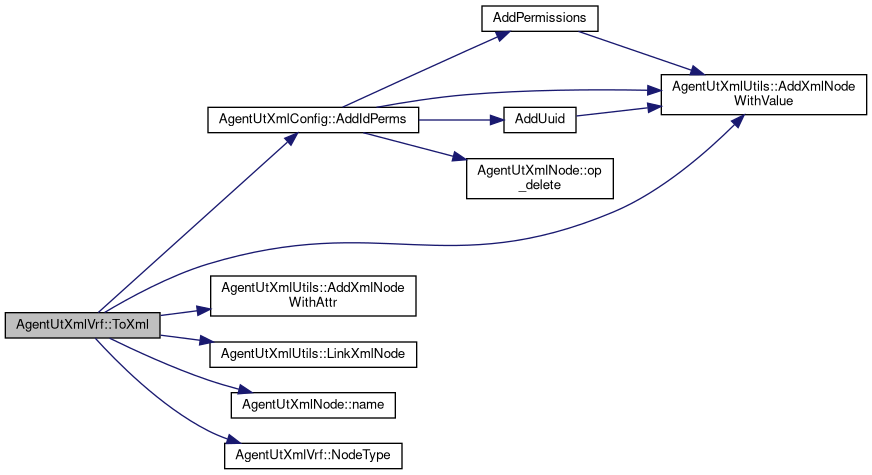 AddPermissions
AgentUtXmlUtils::AddXmlNode
WithValue
AgentUtXmlConfig::AddIdPerms
AddUuid
AgentUtXmlNode::op
_delete
AgentUtXmlUtils::AddXmlNode
WithAttr
AgentUtXmlVrf::ToXml
AgentUtXmlUtils::LinkXmlNode
AgentUtXmlNode::name
AgentUtXmlVrf::NodeType